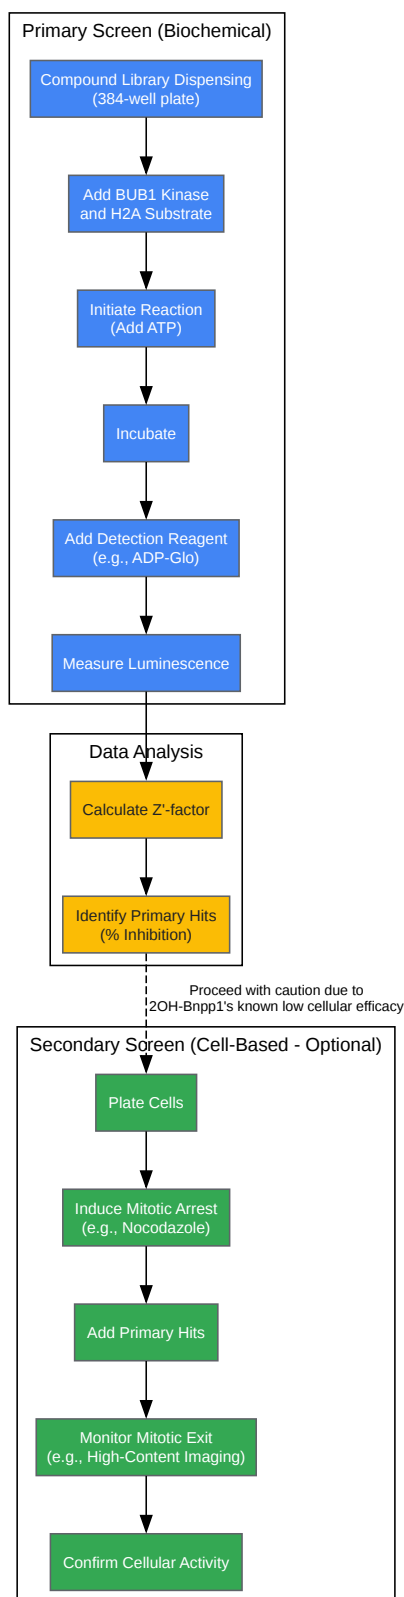 Primary Screen (Biochemical)
Compound Library Dispensing
(384-well plate)
Add BUB1 Kinase
and H2A Substrate
Initiate Reaction
(Add ATP)
Incubate
Add Detection Reagent
(e.g., ADP-Glo)
Measure Luminescence
Data Analysis
Calculate Z'-factor
Identify Primary Hits
(% Inhibition)
Proceed with caution due to
2OH-Bnpp1's known low cellular efficacy
Secondary Screen (Cell-Based - Optional)
Plate Cells
Induce Mitotic Arrest
(e.g., Nocodazole)
Add Primary Hits
Monitor Mitotic Exit
(e.g., High-Content Imaging)
Confirm Cellular Activity